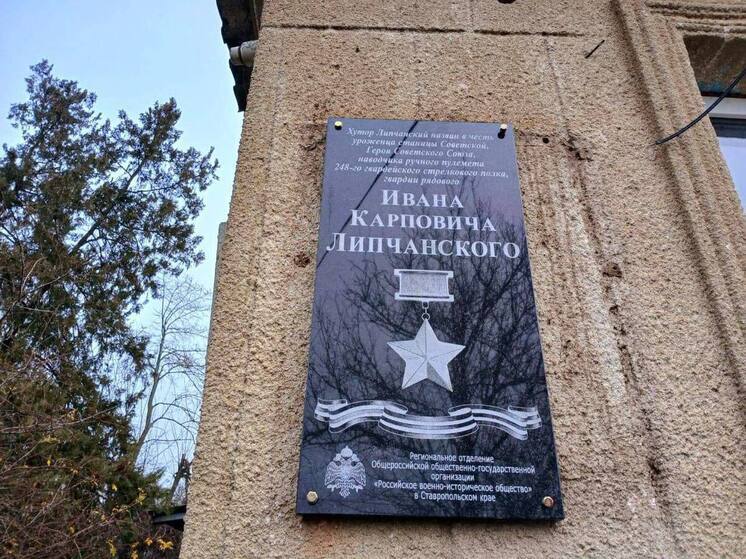 Хутор Липчанский назван в честь
уроженца станицы Советской,
Героя Советского Союза,
наводчика ручного пулемета
248-го гвардейского стрелкового полка,
гвардии рядового
ИВАНА
КАРПОВИЧА
ЛИПЧАНСКОГО
Региональное отделение
Общероссийской общественно-государственной
организации
«Российское военно-историческое общество»
в Ставропольском крае